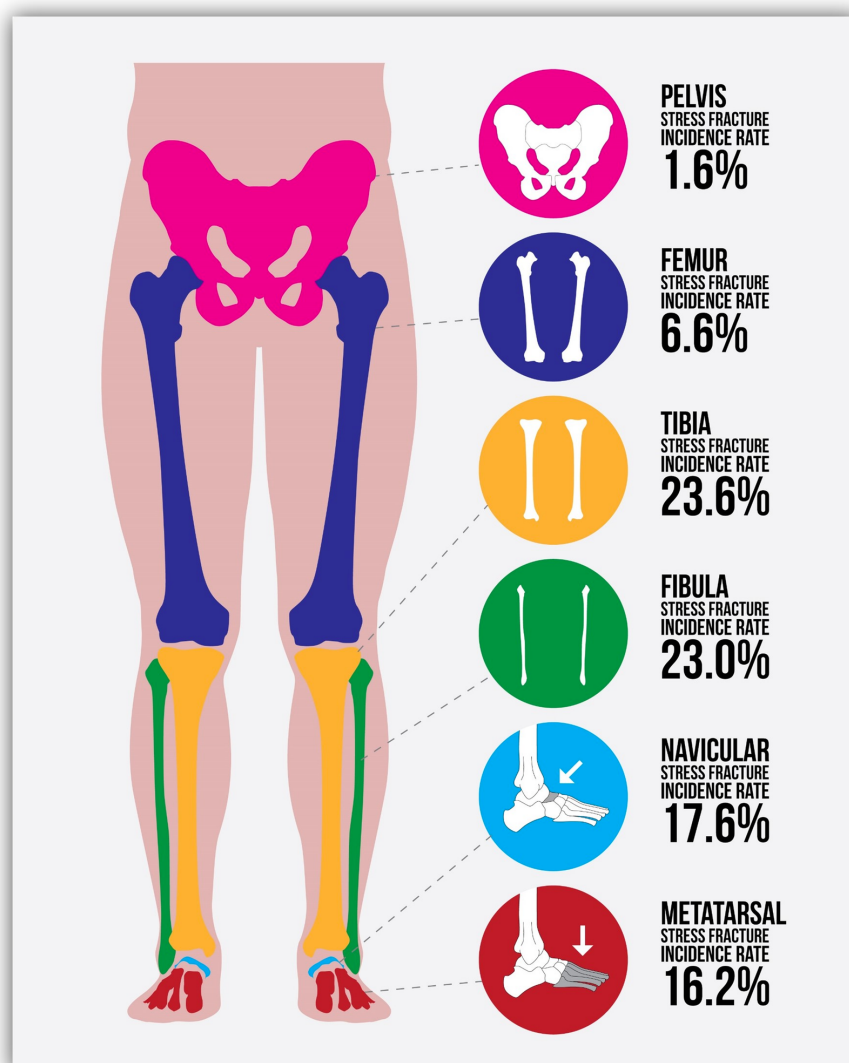 PELVIS
STRESS FRACTURE
INCIDENCE RATE
1.6%
FEMUR
STRESS FRACTURE
INCIDENCE RATE
6.6%
TIBIA
STRESS FRACTURE
INCIDENCE RATE
23.6%
FIBULA
STRESS FRACTURE
INCIDENCE RATE
23.0%
NAVICULAR
STRESS FRACTURE
INCIDENCE RATE
17.6%
METATARSAL
STRESS FRACTURE
INCIDENCE RATE
16.2%